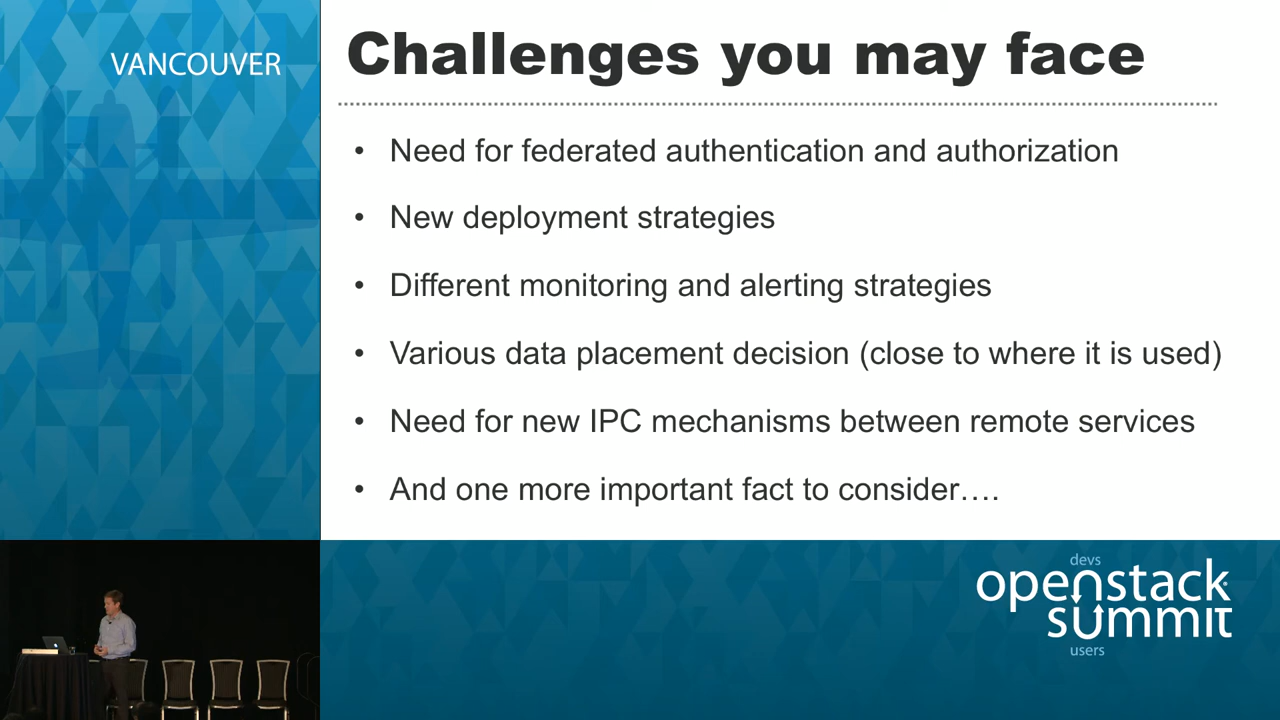 VANCOUVER
Challenges you may face
• Need for federated authentication and authorization
• New deployment strategies
• Different monitoring and alerting strategies
• Various data placement decision (close to where it is used)
• Need for new IPC mechanisms between remote services
• And one more important fact to consider….
devs
openstack
summit
users